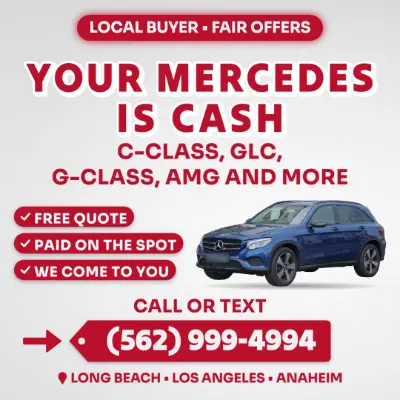 LOCAL BUYER • FAIR OFFERS
YOUR MERCEDES
IS CASH
C-CLASS, GLC,
G-CLASS, AMG AND MORE
FREE QUOTE
PAID ON THE SPOT
WE COME TO YOU
CALL OR TEXT
(562) 999-4994
LONG BEACH • LOS ANGELES • ANAHEIM